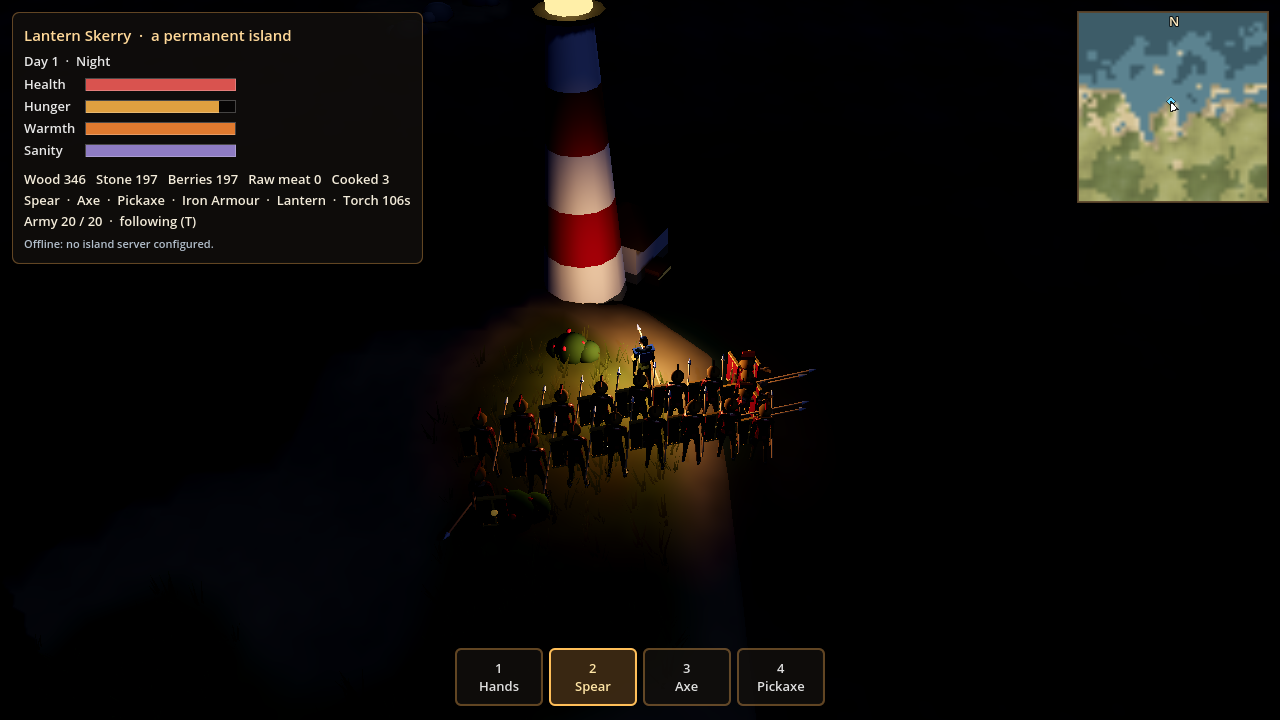 Lantern Skerry · a permanent island
Day 1 · Night
Health
Hunger
Warmth
Sanity
Wood 346 Stone 197 Berries 197 Raw meat 0 Cooked 3
Spear · Axe · Pickaxe · Iron Armour · Lantern · Torch 106s
Army 20 / 20 · following (T)
Offline: no island server configured.
N
1
Hands
2
Spear
3
Axe
4
Pickaxe